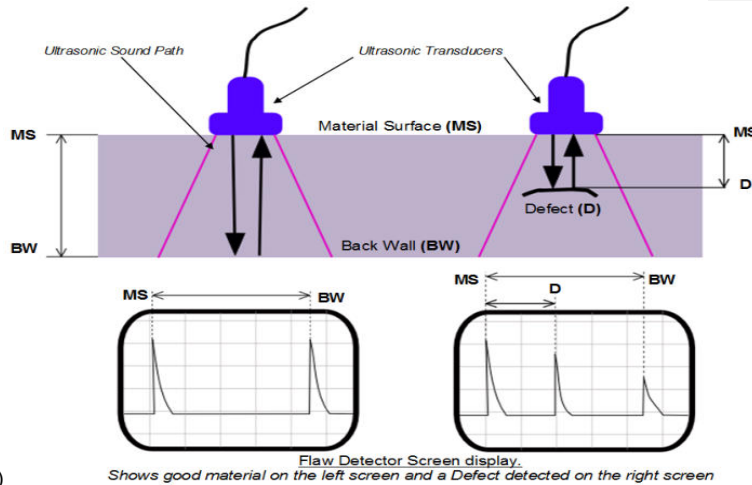 Ultrasonic Sound Path
Ultrasonic Transducers
MS
Material Surface (MS)
MS
D
Defect (D)
BW
Back Wall (BW)
MS
BW
MS
BW
D
Flaw Detector Screen display.
)
Shows good material on the left screen and a Defect detected on the right screen